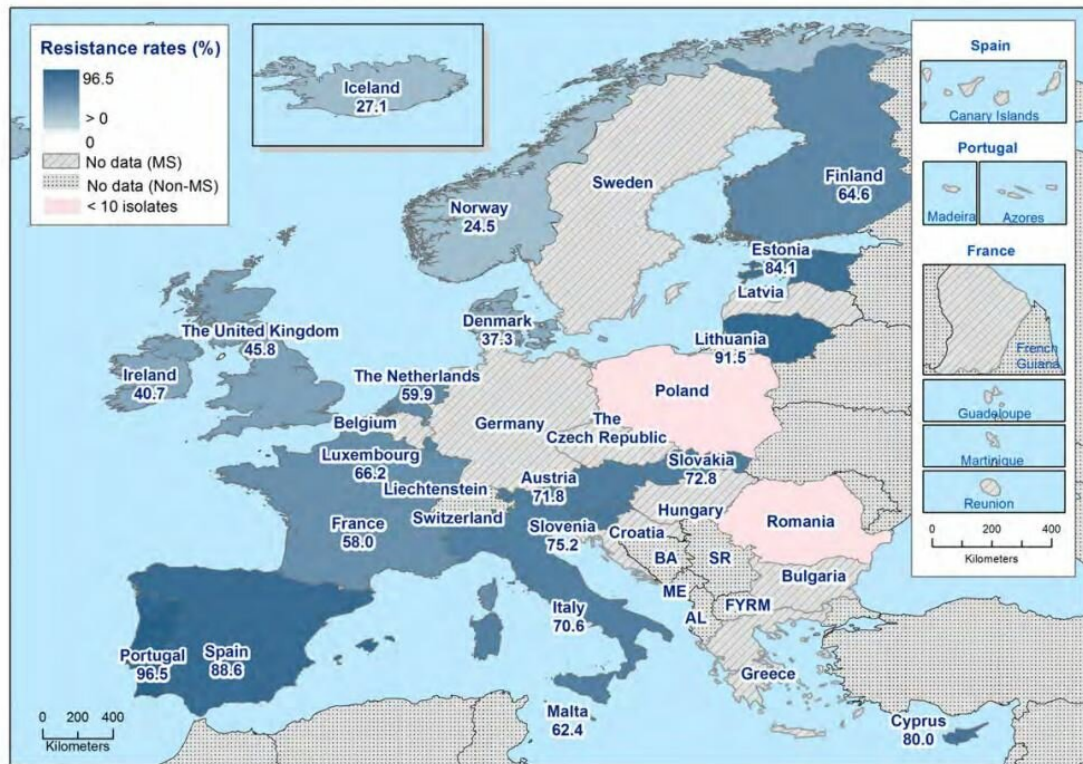 Resistance rates (%)
96.5
> 0
0
No data (MS)
No data (Non-MS)
< 10 isolates
Iceland
27.1
Spain
Canary Islands
Portugal
Madeira
Azores
France
French
Guiana
Guadeloupe
Martinique
Reunion
0 200 400
Kilometers
Sweden
Finland
64.6
Norway
24.5
Estonia
84.1
Latvia
Denmark
37.3
Lithuania
91.5
The United Kingdom
45.8
Ireland
40.7
The Netherlands
59.9
Poland
Belgium
Germany
The
Czech Republic
Luxembourg
66.2
Slovakia
72.8
Austria
71.8
Liechtenstein
Switzerland
Hungary
Romania
France
58.0
Slovenia
75.2
Croatia
BA
SR
Bulgaria
ME
FYRM
AL
Italy
70.6
Greece
Portugal
96.5
Spain
88.6
Malta
62.4
Cyprus
80.0
0 200 400
Kilometers